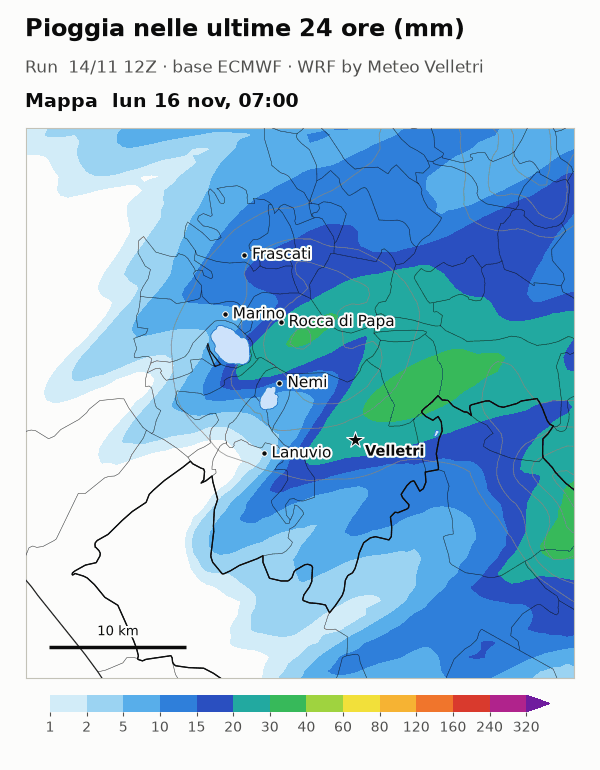 Pioggia nelle ultime 24 ore (mm)
Run  14/11 12Z · base ECMWF · WRF by Meteo Velletri
Mappa  lun 16 nov, 07:00
Frascati
Marino
Rocca di Papa
Nemi
Velletri
Lanuvio
10 km
1 2 5 10 15 20 30 40 60 80 120 160 240 320